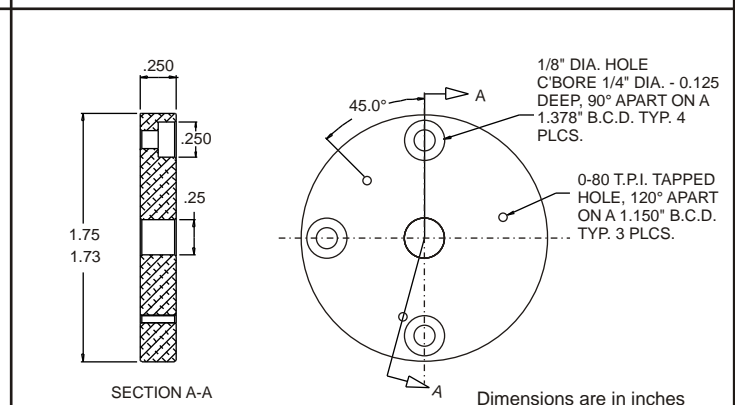 .250
.250
.25
1.75
1.73
SECTION A-A
45.0°
A
1/8" DIA. HOLE
C'BORE 1/4" DIA. - 0.125
DEEP, 90° APART ON A
1.378" B.C.D. TYP. 4
PLCS.
0-80 T.P.I. TAPPED
HOLE, 120° APART
ON A 1.150" B.C.D.
TYP. 3 PLCS.
A
Dimensions are in inches